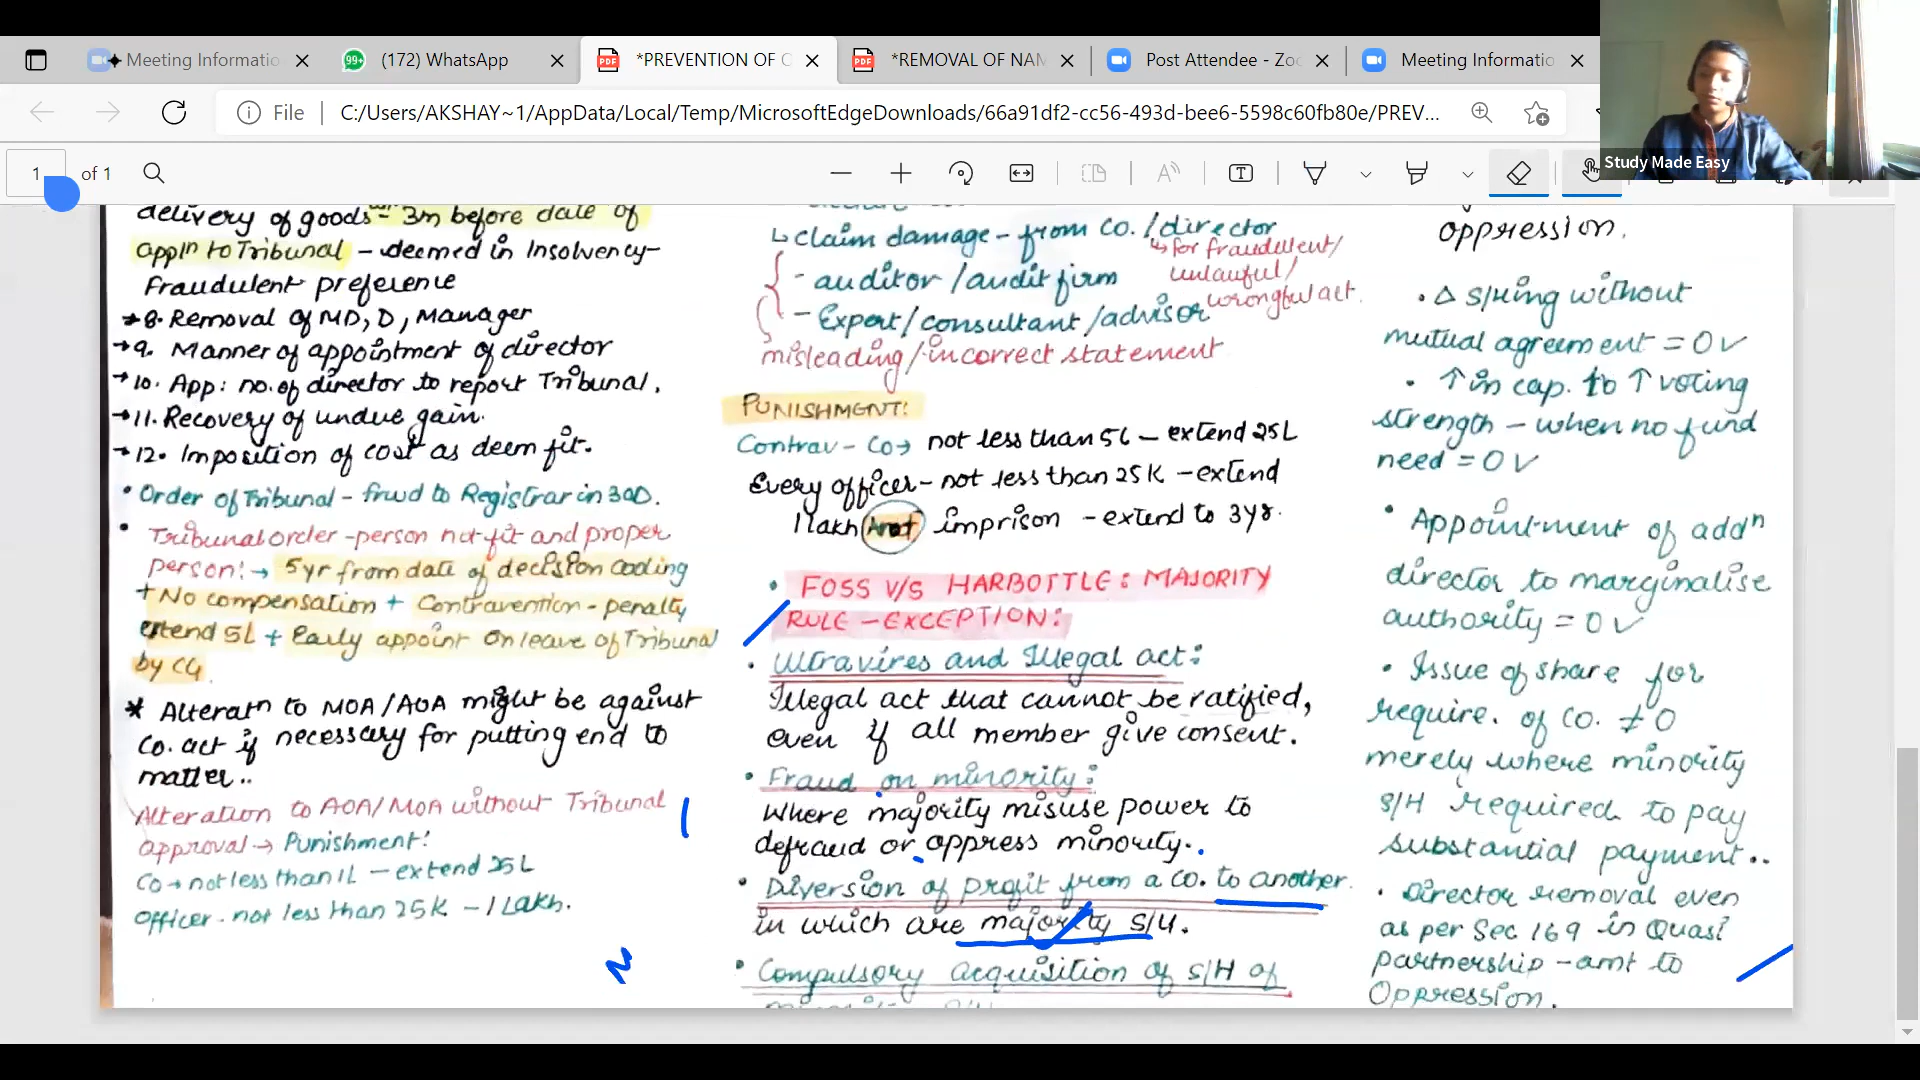 Meeting Informatio
99+
(172) WhatsApp
PDF
*PREVENTION OF O
PDF
*REMOVAL OF NAM
Post Attendee - Zoo
Meeting Informatio
File
C:/Users/AKSHAY~1/AppData/Local/Temp/MicrosoftEdgeDownloads/66a91df2-cc56-493d-bee6-5598c60fb80e/PREV...
Study Made Easy
1 of 1
delivery of goods - 3m before date of
appln to Tribunal - deemed in Insolvency-
Fraudulent preference
→ 8. Removal of MD, D, Manager
→ 9. Manner of appointment of director
→ 10. App: no. of director to report Tribunal.
→ 11. Recovery of undue gain.
→ 12. Imposition of cost as deem fit.
• Order of Tribunal - frwd to Registrar in 30D.
• Tribunal order - person not fit and proper
person! → 5yr from date of decision
+ No compensation + Contravention - penalty
extend 5L + Early appoint on leave of Tribunal
by CG.
* Alteratn to MOA/AOA might be against
Co. act if necessary for putting end to
matter..
Alteration to AOA/MOA without Tribunal
approval → Punishment!
Co → not less than 1L - extend 25L
Officer - not less than 25K - 1 Lakh.
↳ claim damage - from Co. / director
↳ for fraudulent/
unlawful/
wrongful act.
- auditor / audit firm
- Expert / consultant / advisor
misleading / incorrect statement
PUNISHMENT:
Contrav - Co → not less than 5L - extend 25L
Every officer - not less than 25K - extend
1 lakh imprison - extend to 3yr.
• FOSS V/S HARBOTTLE: MAJORITY
RULE - EXCEPTION:
• Ultravires and Illegal act:
Illegal act that cannot be ratified,
even if all member give consent.
• Fraud on minority:
Where majority misuse power to
defraud or oppress minority.
• Diversion of profit from a Co. to another
in which are majority S/H.
• Compulsory acquisition of S/H of
oppression.
• Δ S/Hing without
mutual agreement = O ✓
• ↑ in cap. to ↑ voting
strength - when no fund
need = O ✓
• Appointment of addn
director to marginalise
authority = O ✓
• Issue of share for
require. of Co. ≠ O
merely where minority
S/H required to pay
substantial payment..
• Director removal even
as per Sec 169 in Quasi
partnership - amt to
Oppression.